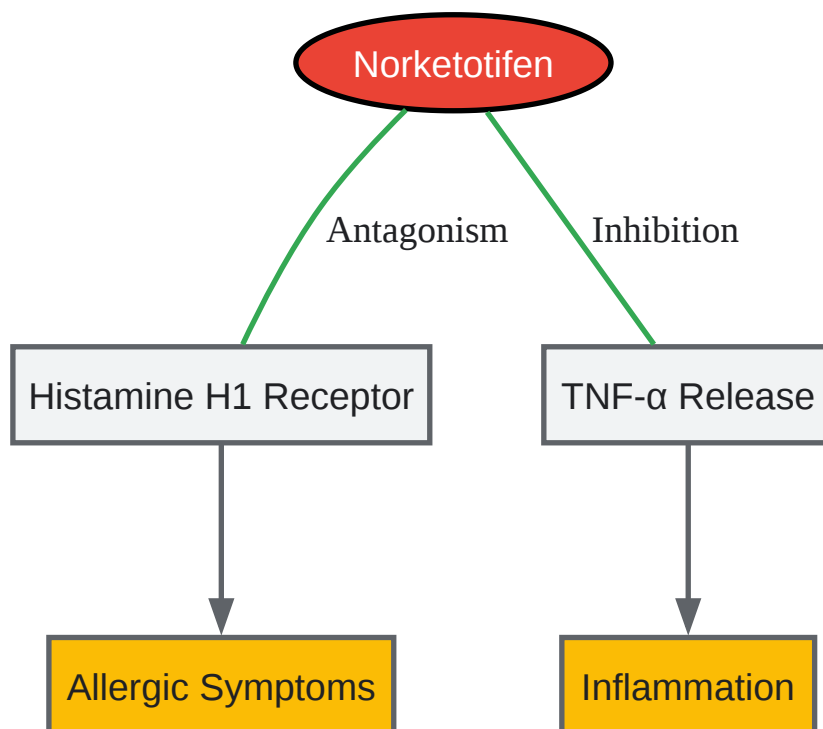 Norketotifen
Antagonism
Inhibition
Histamine H1 Receptor
TNF-α Release
Allergic Symptoms
Inflammation